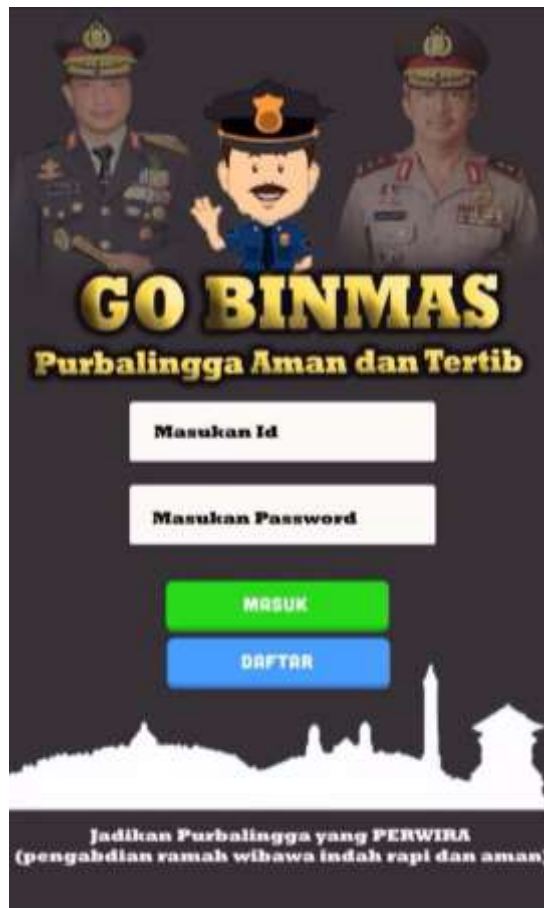 GO BINMAS
Purbalingga Aman dan Tertib
Masukan Id
Masukan Password
MASUK
DAFTAR
Jadikan Purbalingga yang PERWIRA
(pengabdian ramah wibawa indah rapi dan aman)